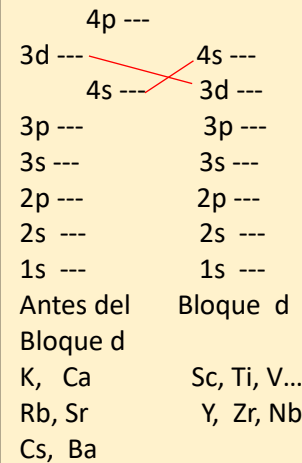 4p ---
3d --- 4s ---
4s --- 3d ---
3p --- 3p ---
3s --- 3s ---
2p --- 2p ---
2s --- 2s ---
1s --- 1s ---
Antes del Bloque d
Bloque d
K, Ca Sc, Ti, V...
Rb, Sr Y, Zr, Nb
Cs, Ba